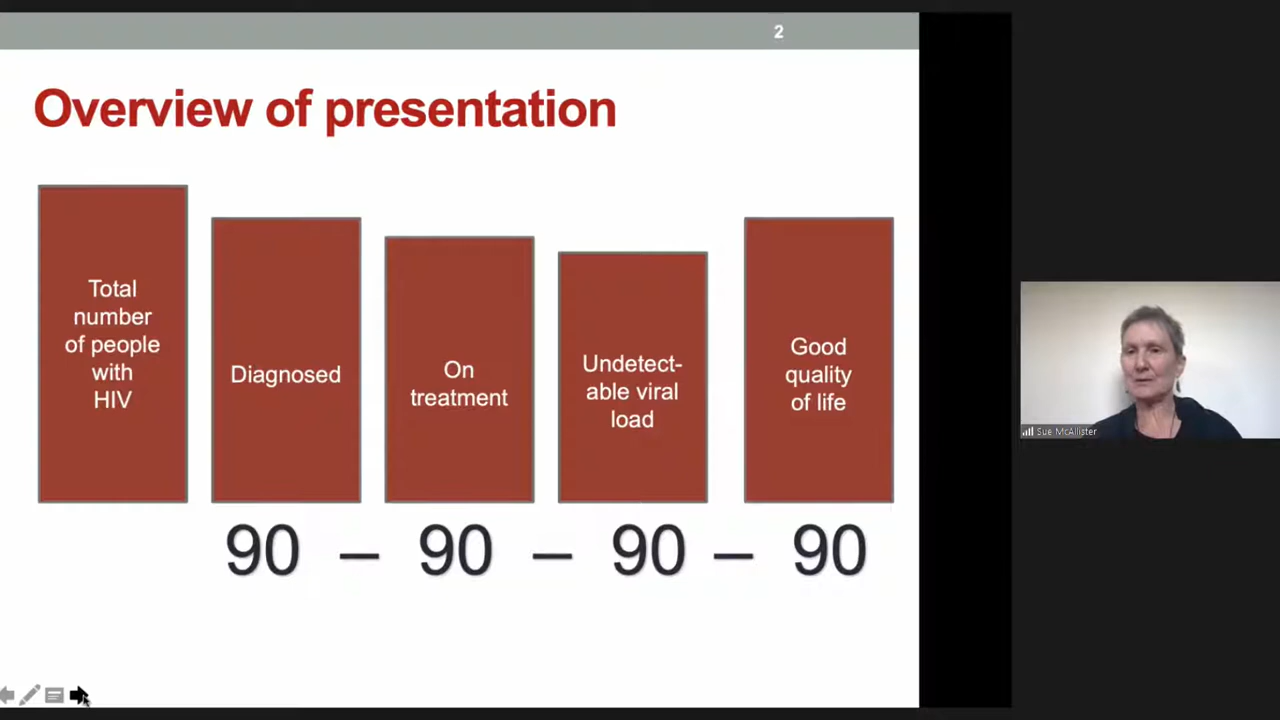 2
Overview of presentation
Total
number
of people
with
HIV
Diagnosed
On
treatment
Undetect-
able viral
load
Good
quality
of life
90 – 90 – 90 – 90
Sue McAllister